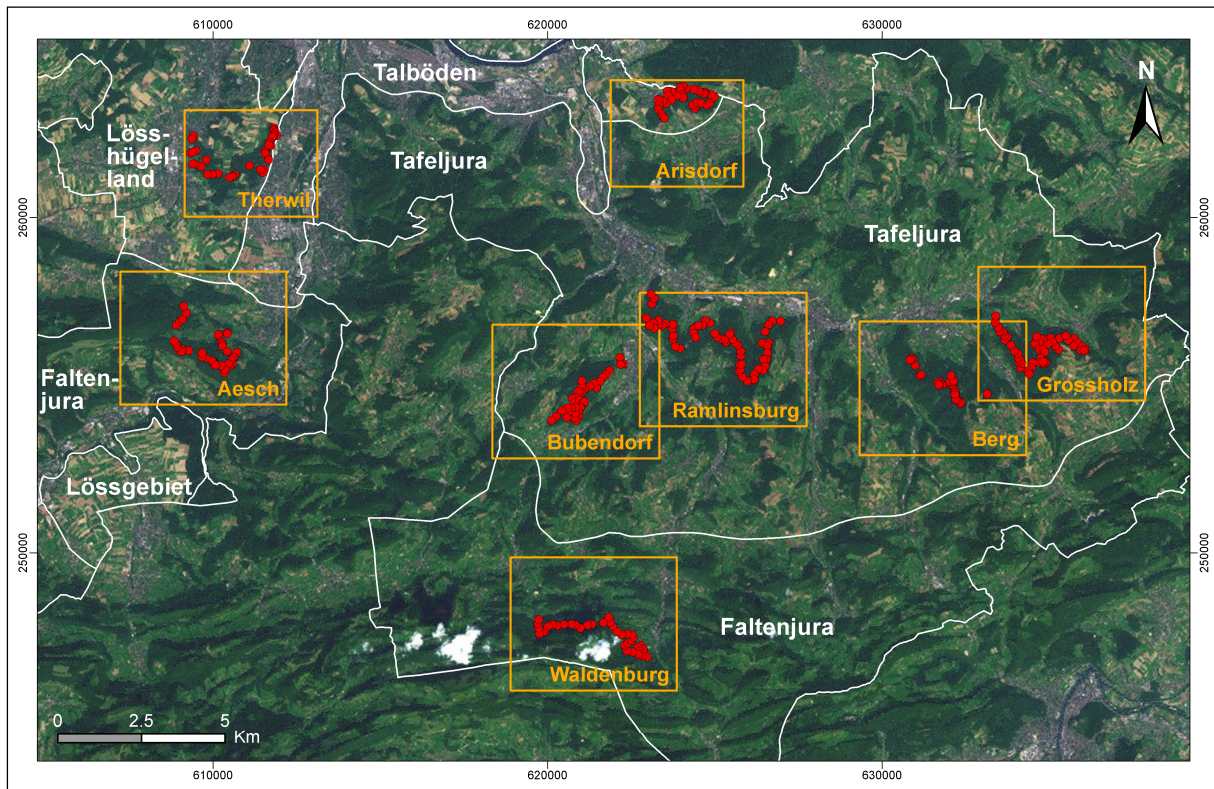 610000
620000
630000
N
Talböden
Löss-
hügel-
land
Tafeljura
Arisdorf
Therwil
260000
260000
Tafeljura
Falten-
jura
Aesch
Grossholz
Ramlinsburg
Bubendorf
Berg
Lössgebiet
250000
250000
Faltenjura
Waldenburg
0
2.5
5
Km
610000
620000
630000